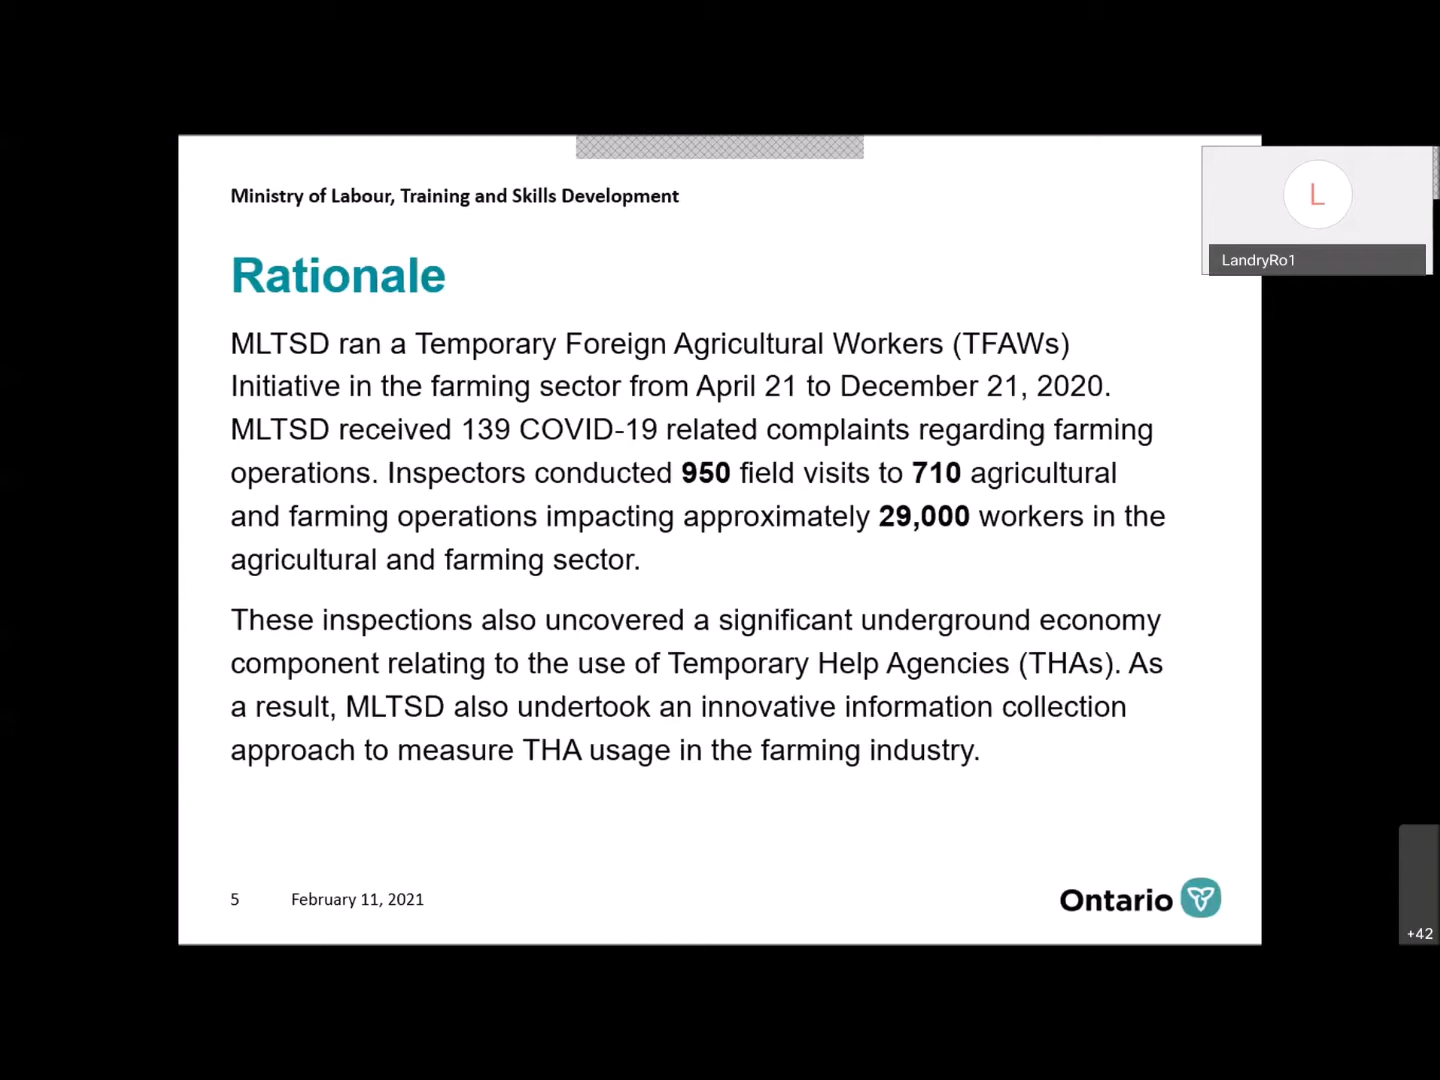 Ministry of Labour, Training and Skills Development
L
LandryRo1
Rationale
MLTSD ran a Temporary Foreign Agricultural Workers (TFAWs)
Initiative in the farming sector from April 21 to December 21, 2020.
MLTSD received 139 COVID-19 related complaints regarding farming
operations. Inspectors conducted 950 field visits to 710 agricultural
and farming operations impacting approximately 29,000 workers in the
agricultural and farming sector.
These inspections also uncovered a significant underground economy
component relating to the use of Temporary Help Agencies (THAs). As
a result, MLTSD also undertook an innovative information collection
approach to measure THA usage in the farming industry.
5 February 11, 2021
Ontario
+42